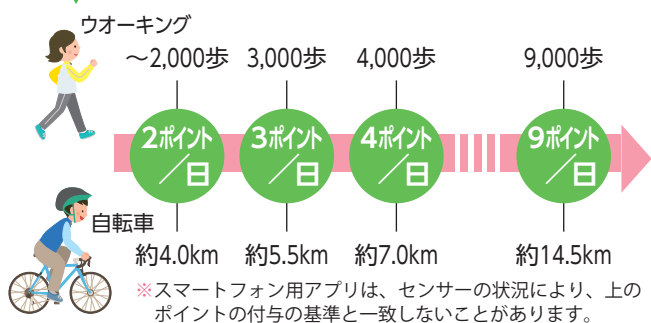 ウオーキング
～2,000歩 3,000歩 4,000歩 9,000歩
2ポイント／日 3ポイント／日 4ポイント／日 9ポイント／日
自転車
約4.0km 約5.5km 約7.0km 約14.5km
※スマートフォン用アプリは、センサーの状況により、上の
ポイントの付与の基準と一致しないことがあります。